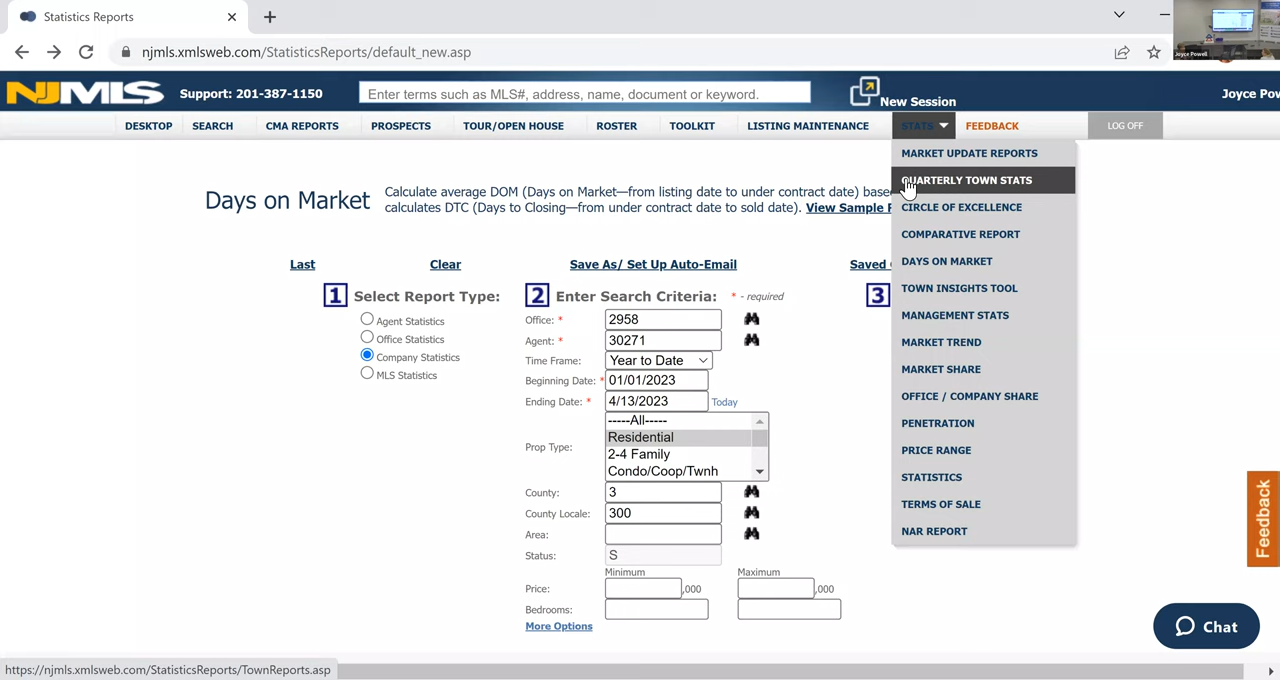 Statistics Reports
njmls.xmlsweb.com/StatisticsReports/default_new.asp
Joyce Powell
NJMLS
Support: 201-387-1150
Enter terms such as MLS#, address, name, document or keyword.
New Session
Joyce Pow
DESKTOP SEARCH CMA REPORTS PROSPECTS TOUR/OPEN HOUSE ROSTER TOOLKIT LISTING MAINTENANCE STATS FEEDBACK LOG OFF
MARKET UPDATE REPORTS
QUARTERLY TOWN STATS
CIRCLE OF EXCELLENCE
COMPARATIVE REPORT
DAYS ON MARKET
TOWN INSIGHTS TOOL
MANAGEMENT STATS
MARKET TREND
MARKET SHARE
OFFICE / COMPANY SHARE
PENETRATION
PRICE RANGE
STATISTICS
TERMS OF SALE
NAR REPORT
Days on Market
Calculate average DOM (Days on Market—from listing date to under contract date) base
calculates DTC (Days to Closing—from under contract date to sold date). View Sample R
Last Clear Save As/ Set Up Auto-Email Saved
1 Select Report Type:
Agent Statistics
Office Statistics
Company Statistics
MLS Statistics
2 Enter Search Criteria: * - required
Office: * 2958
Agent: * 30271
Time Frame: Year to Date
Beginning Date: * 01/01/2023
Ending Date: * 4/13/2023 Today
Prop Type:
-----All-----
Residential
2-4 Family
Condo/Coop/Twnh
County: 3
County Locale: 300
Area:
Status: S
Minimum Maximum
Price: ,000 ,000
Bedrooms:
More Options
3
Feedback
Chat
https://njmls.xmlsweb.com/StatisticsReports/TownReports.asp